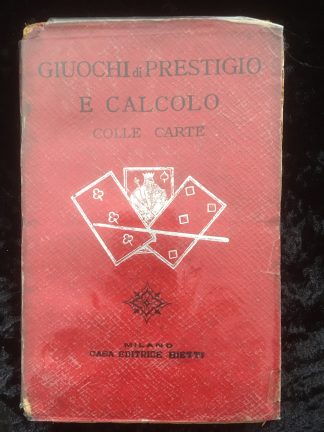 GIUOCHI di PRESTIGIO
E CALCOLO
COLLE CARTE
MILANO
CASA EDITRICE BIETTI